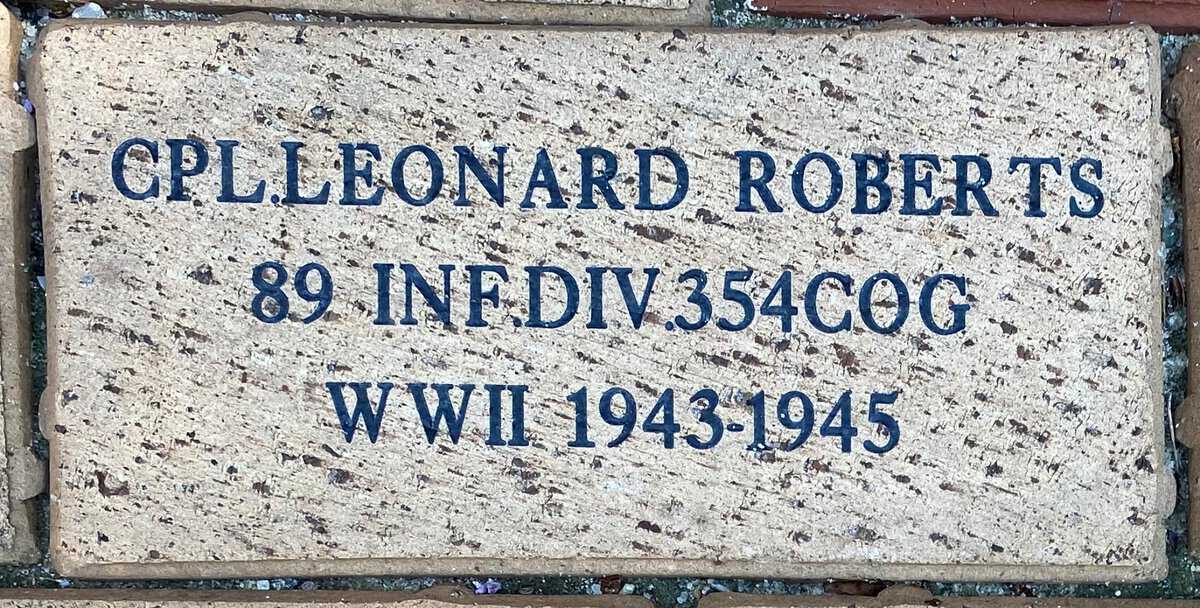 CPL.LEONARD ROBERTS
89 INF.DIV.354COG
WWII 1943-1945